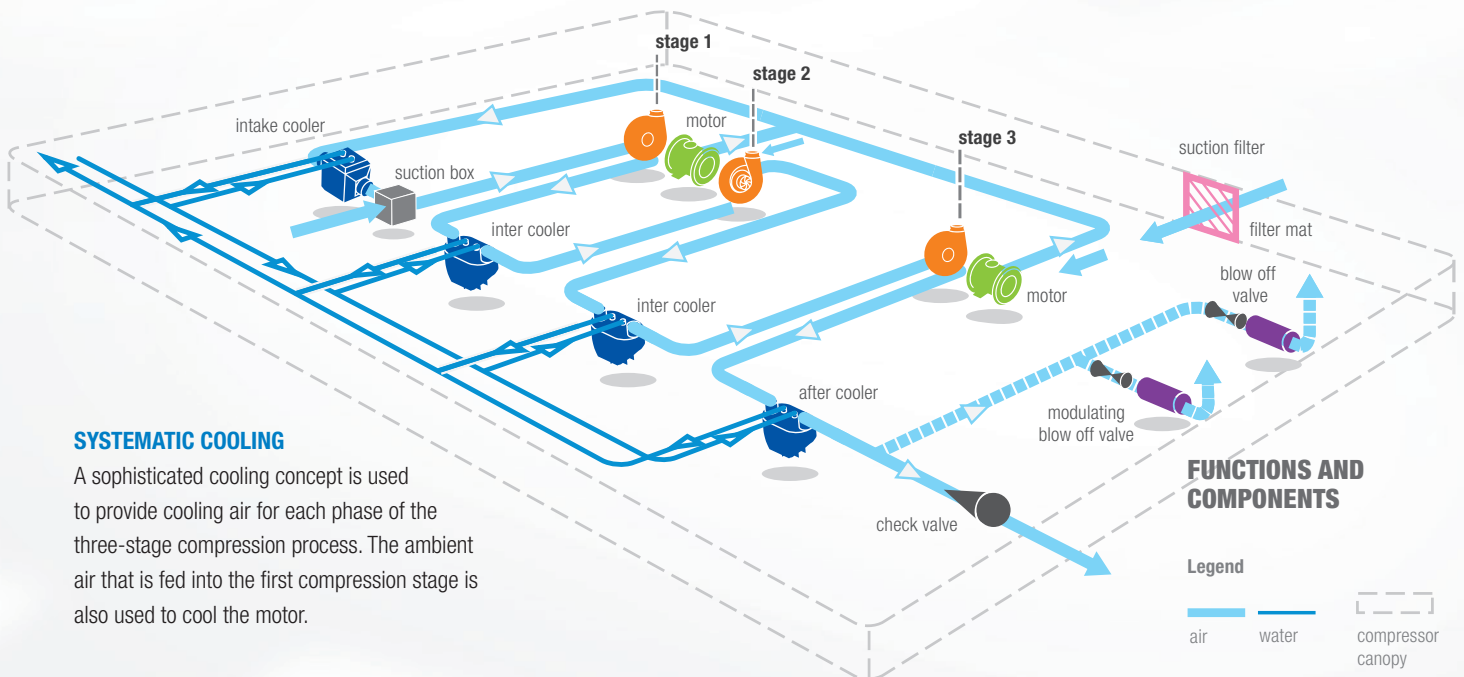 stage 1
stage 2
stage 3
intake cooler
motor
suction box
suction filter
filter mat
inter cooler
blow off
valve
inter cooler
motor
after cooler
modulating
blow off valve
check valve
SYSTEMATIC COOLING
A sophisticated cooling concept is used
to provide cooling air for each phase of the
three-stage compression process. The ambient
air that is fed into the first compression stage is
also used to cool the motor.
FUNCTIONS AND
COMPONENTS
Legend
air
water
compressor
canopy